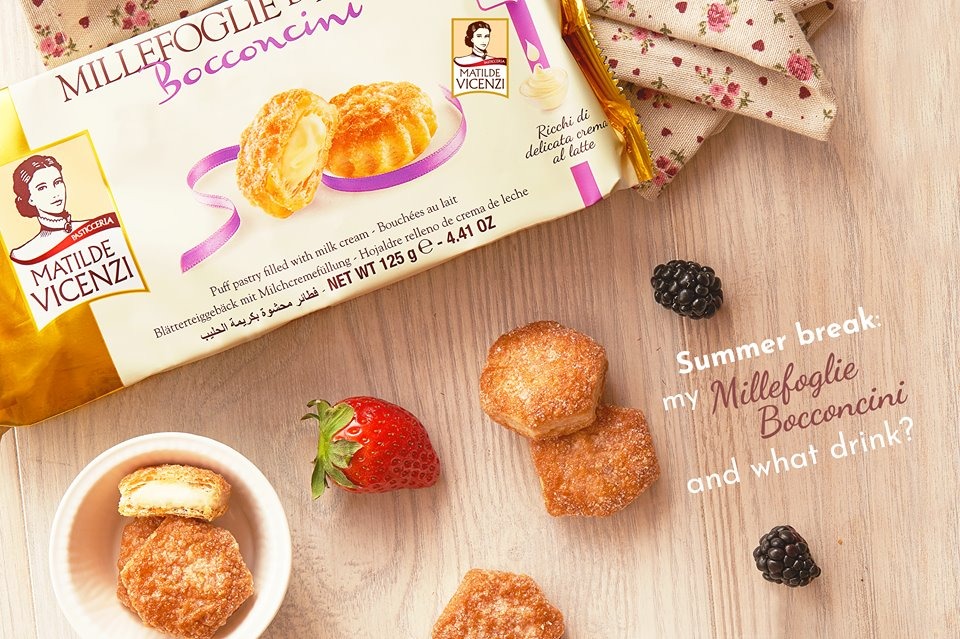 MILLEFOGLIE
Bocconcini
PASTICCERIA
MATILDE
VICENZI
Ricchi di
delicata crema
al latte
PASTICCERIA
MATILDE
VICENZI
Puff pastry filled with milk cream - Bouchées au lait
Blätterteiggebäck mit Milchcremefüllung - Hojaldre relleno de crema de leche
فطائر محشوة بكريمة الحليب - NET WT 125 g ℮ - 4.41 OZ
Summer break:
my Millefoglie
Bocconcini
and what drink?